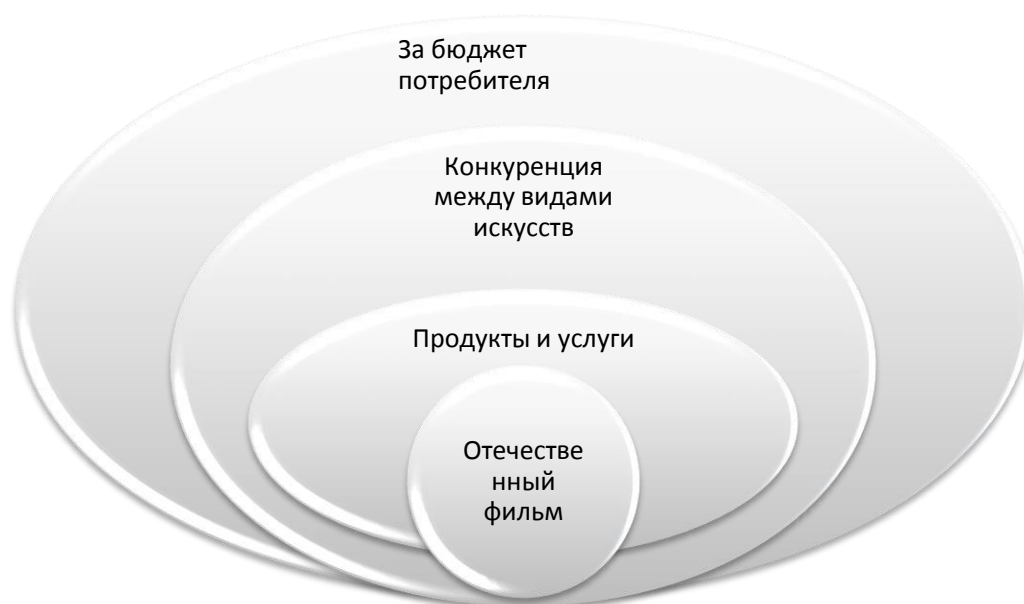 За бюджет
потребителя
Конкуренция
между видами
искусств
Продукты и услуги
Отечестве
нный
фильм